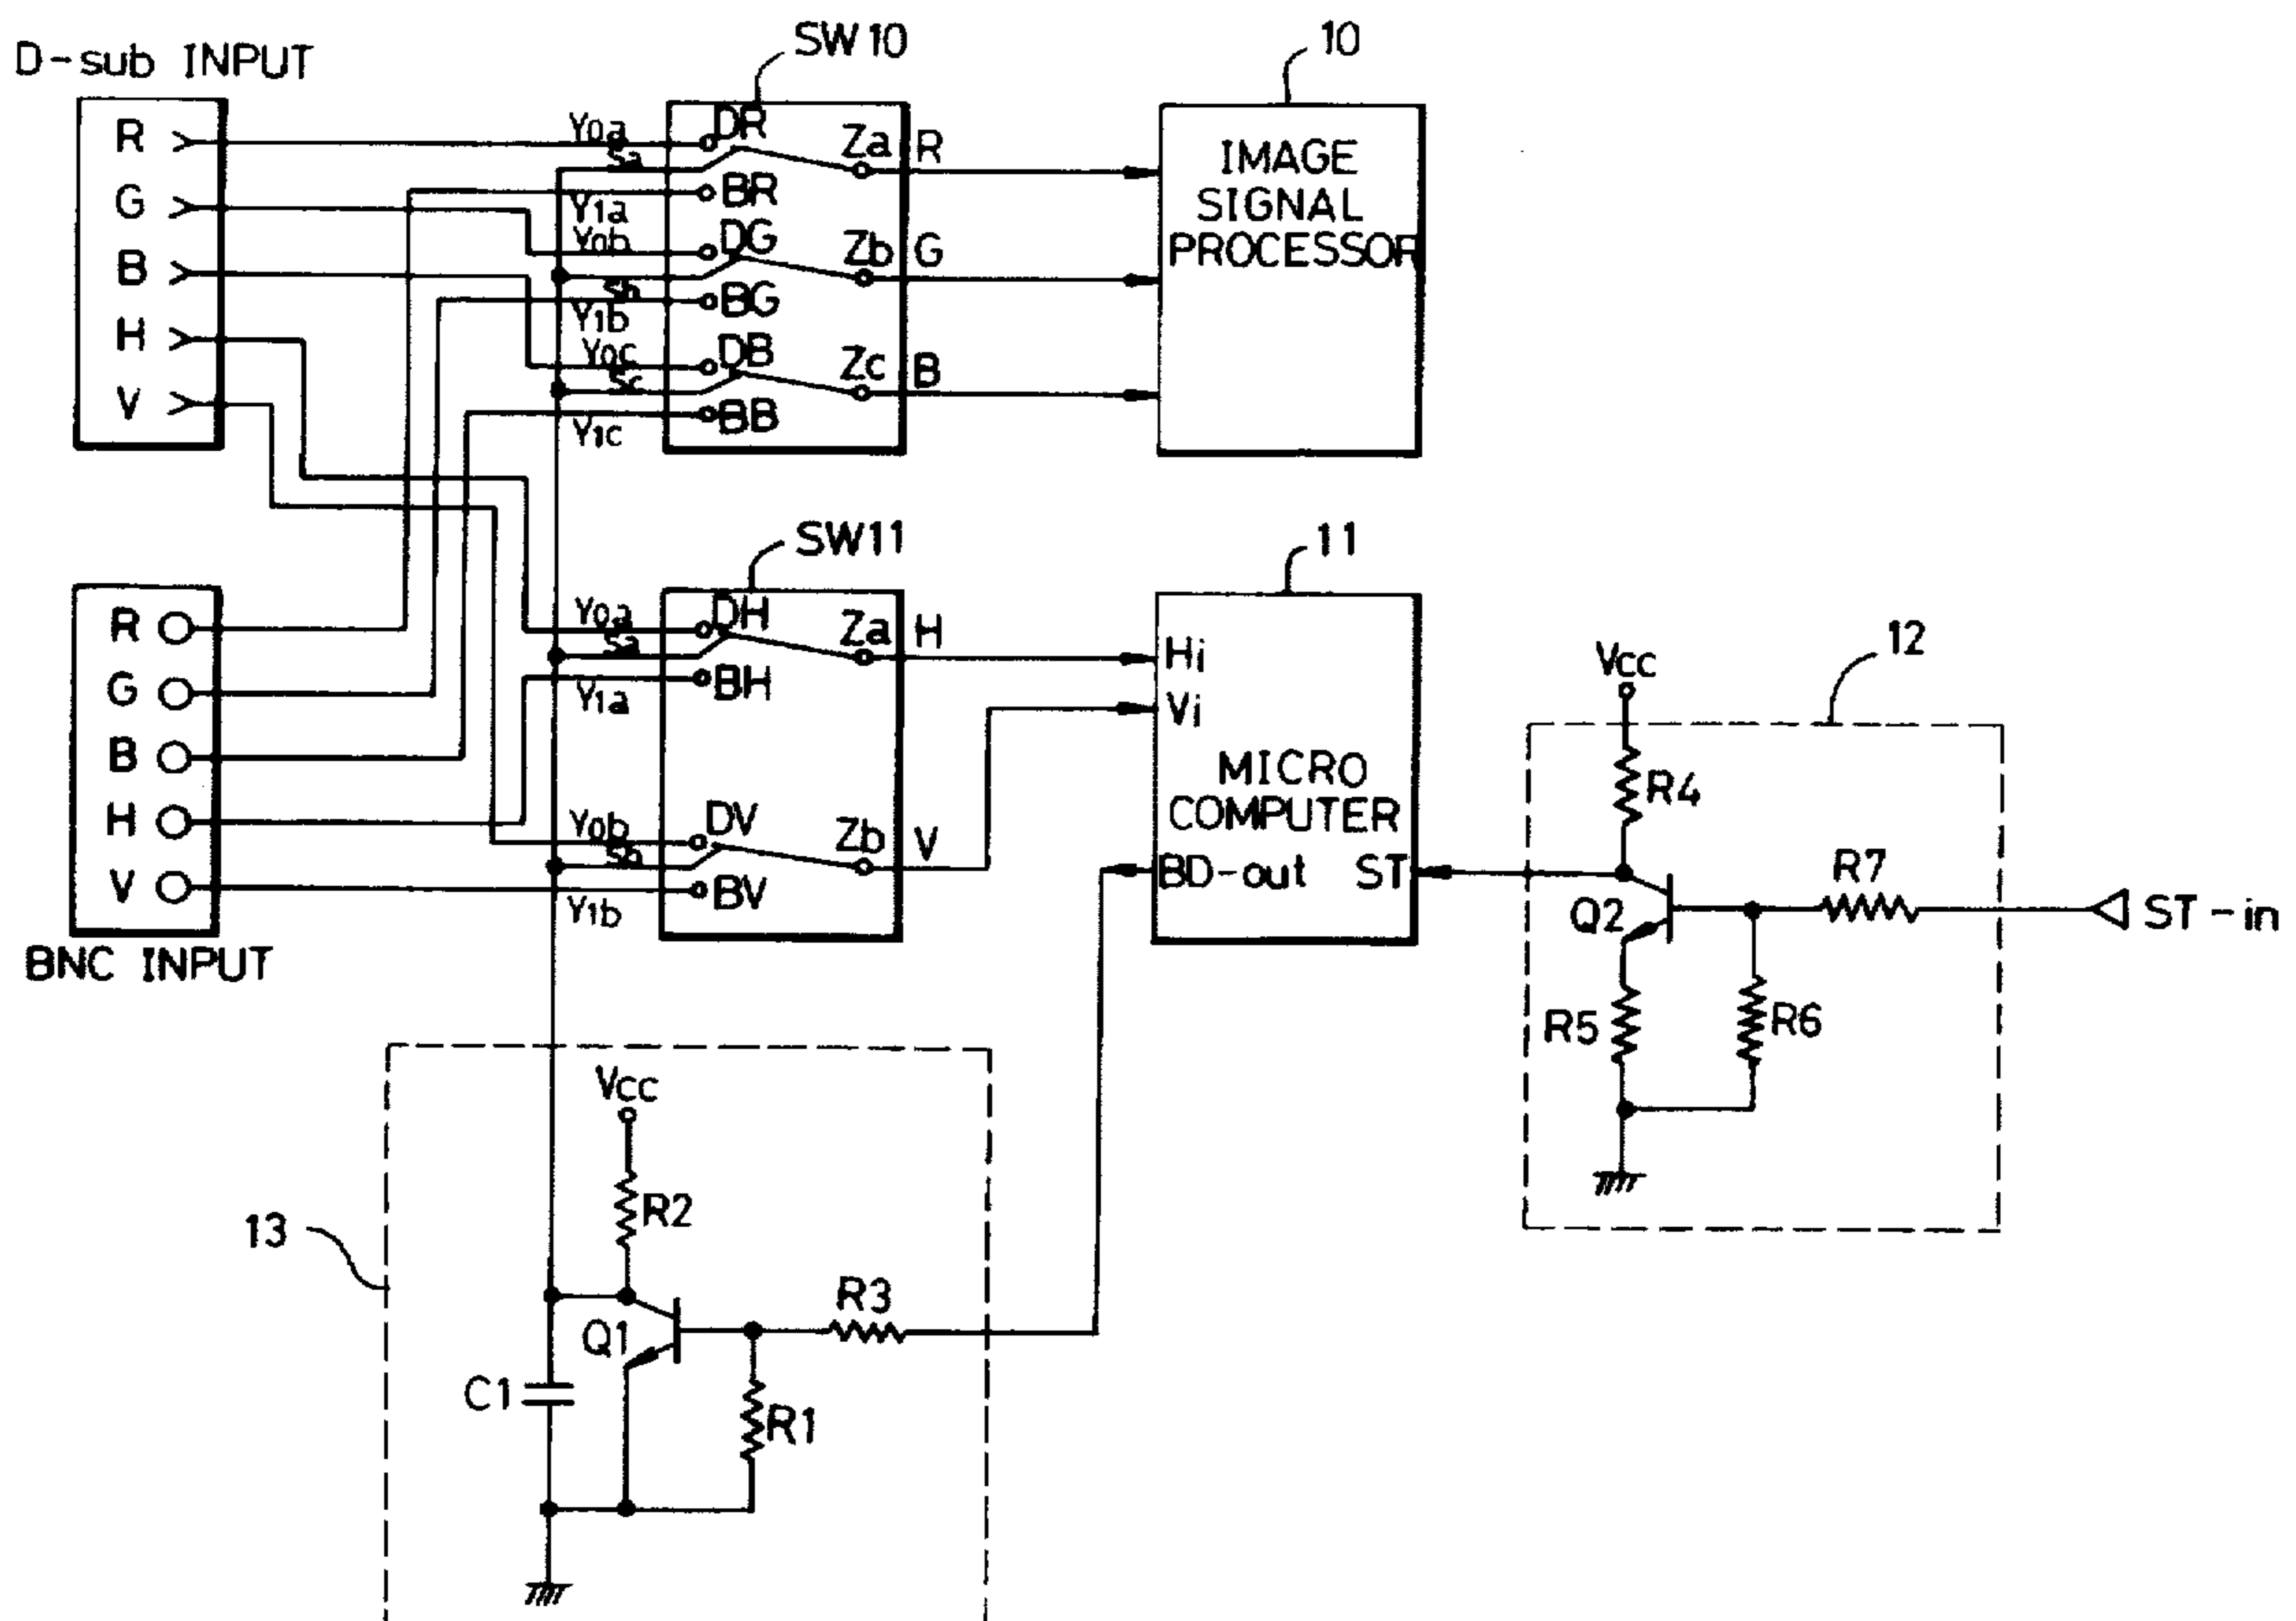 D-sub INPUT
R
G
B
H
V
BNC INPUT
R
G
B
H
V
SW10
Y0a
Sa
Y1a
Y0b
Sb
Y1b
Y0c
Sc
Y1c
DR
BR
DG
BG
DB
BB
Za
Zb
Zc
R
G
B
10
IMAGE
SIGNAL
PROCESSOR
SW11
Y0a
Sa
Y1a
Y0b
Sb
Y1b
DH
BH
DV
BV
Za
Zb
H
V
11
Hi
Vi
MICRO
COMPUTER
BD-out ST
12
Vcc
R4
Q2
R5
R6
R7
ST-in
13
Vcc
R2
Q1
R3
C1
R1